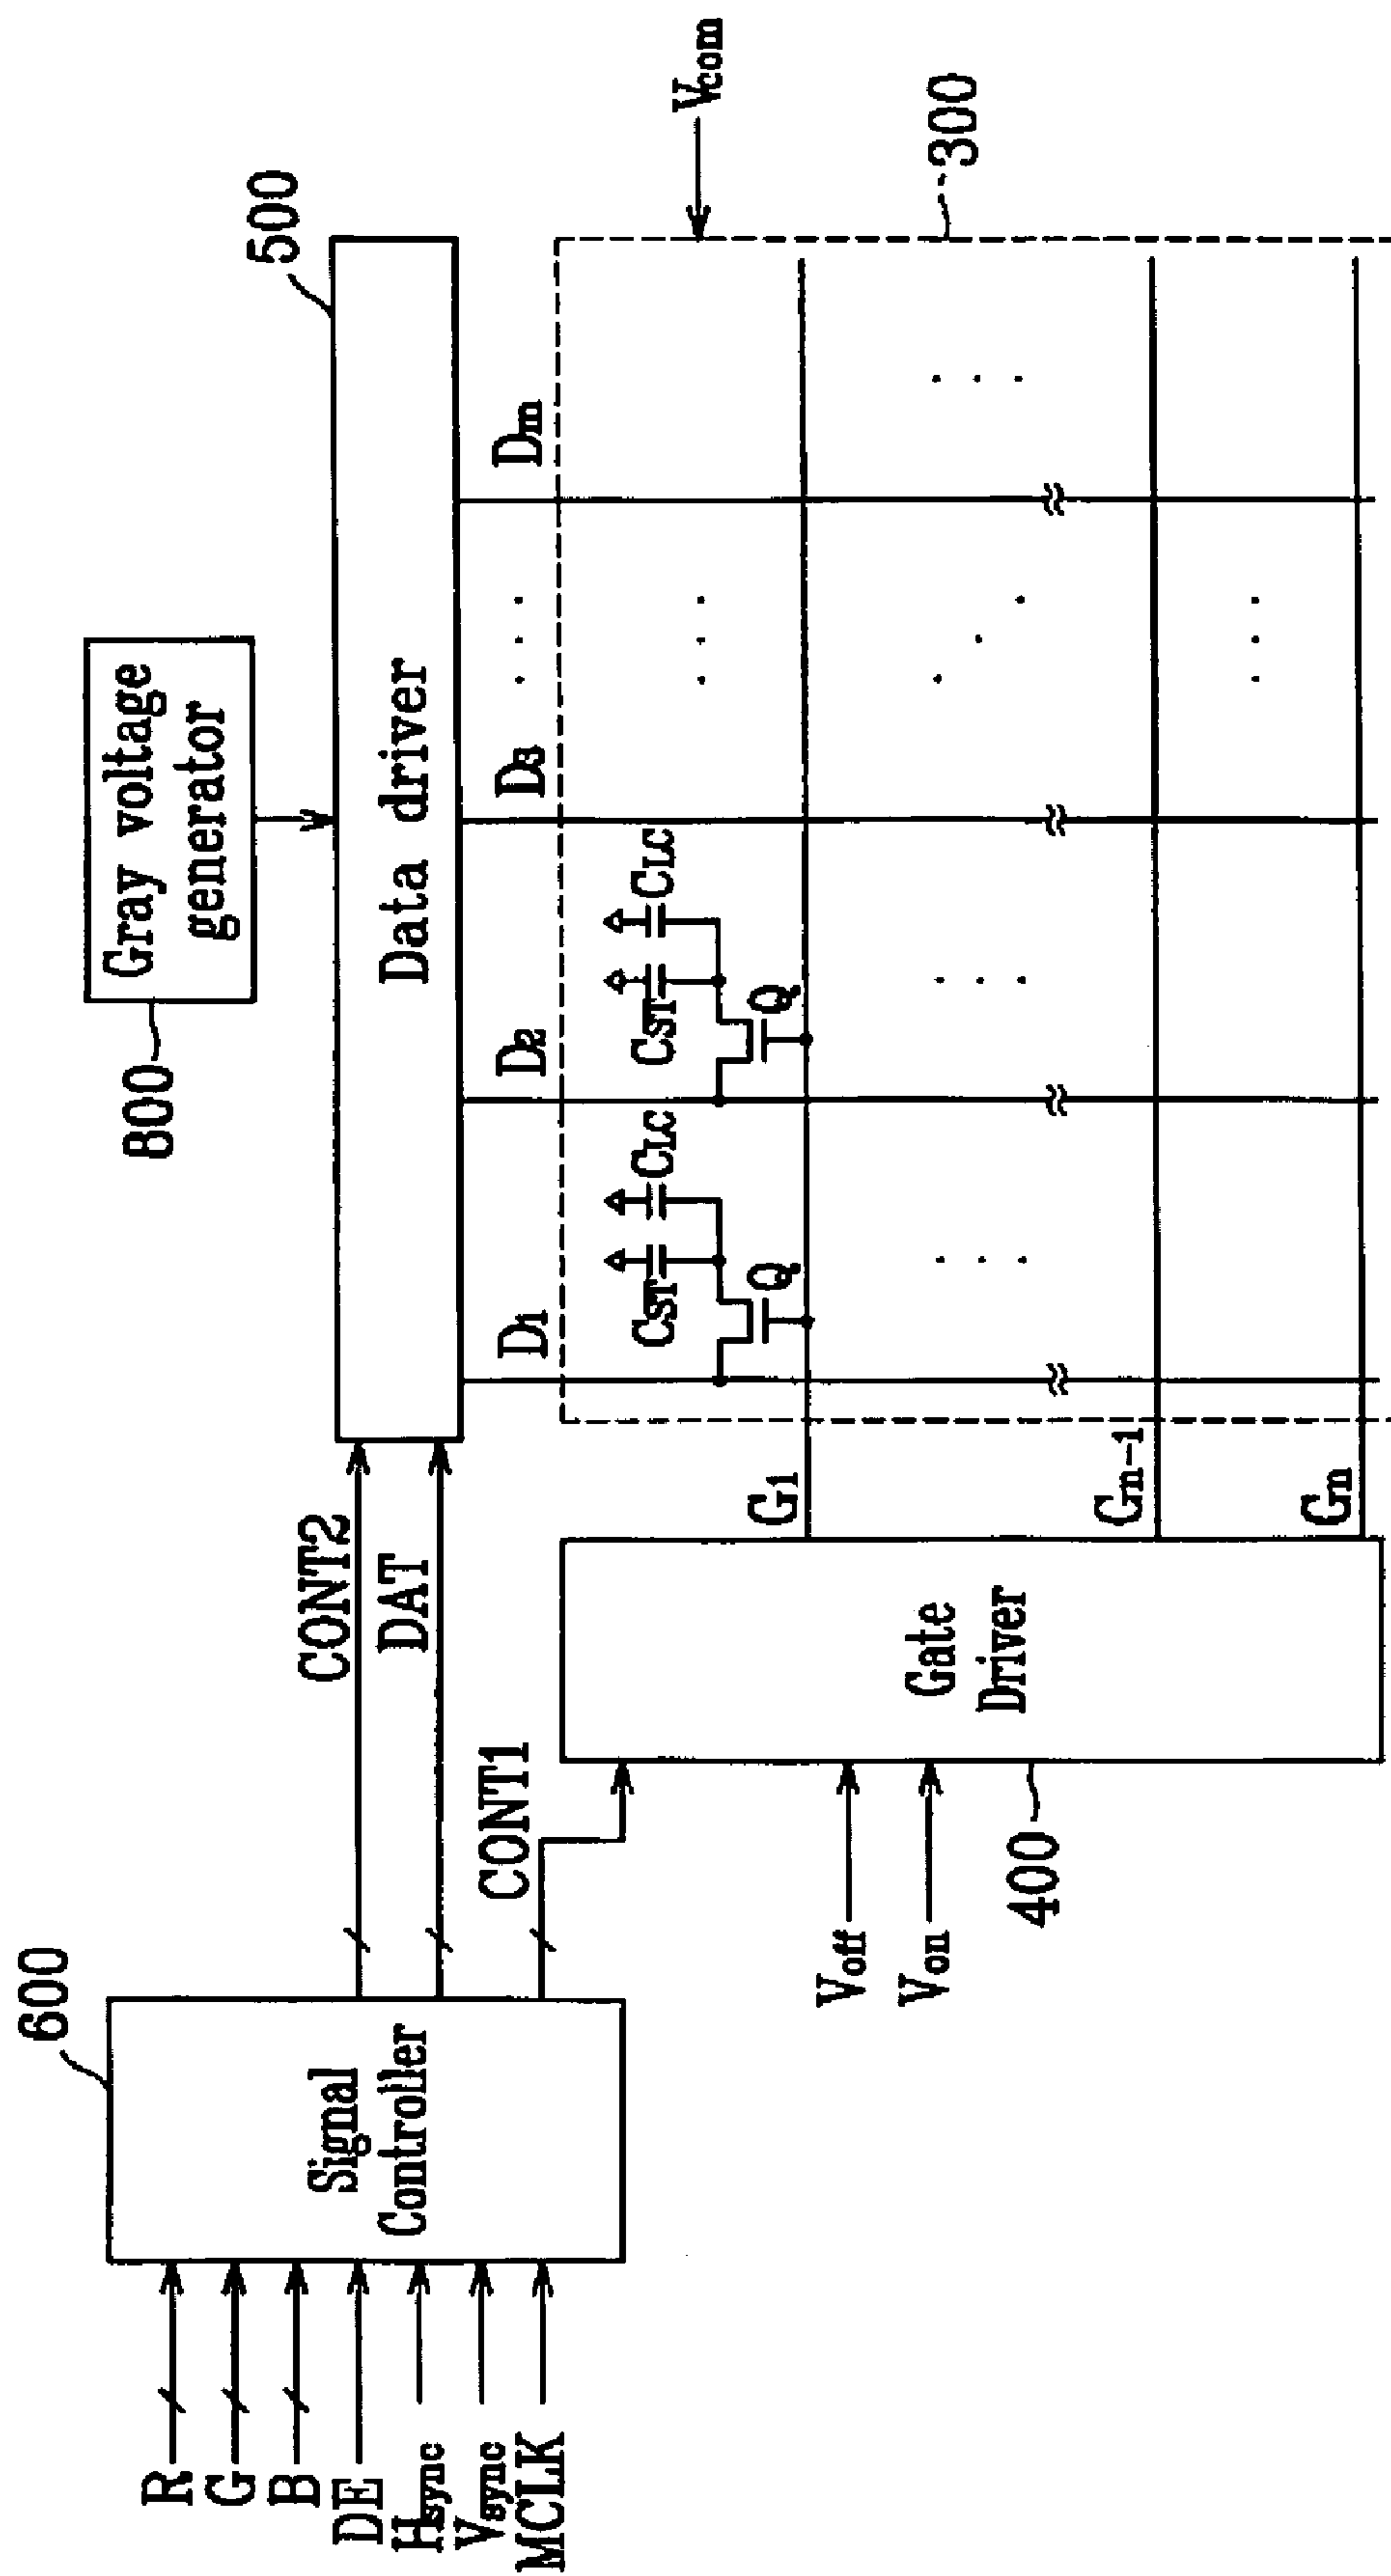 800
Gray voltage
generator
500
Data driver
600
Signal
Controller
R
G
B
DE
Hsync
Vsync
MCLK
CONT2
DAT
CONT1
D1
D2
D3
Dm
Vcom
300
CST
CLC
Q
CST
CLC
Q
G1
Gn-1
Gn
Gate
Driver
Voff
Von
400